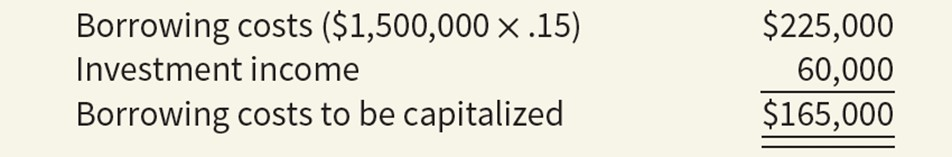 Borrowing costs ($1,500,000 × .15) $225,000
Investment income 60,000
Borrowing costs to be capitalized $165,000